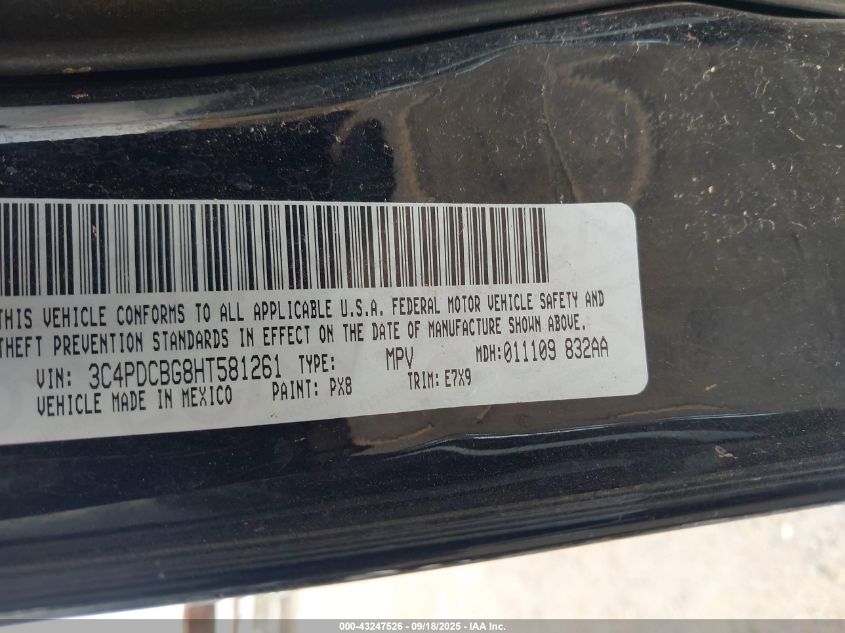 THIS VEHICLE CONFORMS TO ALL APPLICABLE U.S.A. FEDERAL MOTOR VEHICLE SAFETY AND
THEFT PREVENTION STANDARDS IN EFFECT ON THE DATE OF MANUFACTURE SHOWN ABOVE.
VIN: 3C4PDCBG8HT581261 TYPE: MPV MDH:011109 832AA
VEHICLE MADE IN MEXICO PAINT: PX8 TRIM: E7X9
000-43247526 - 09/18/2025 - IAA Inc.